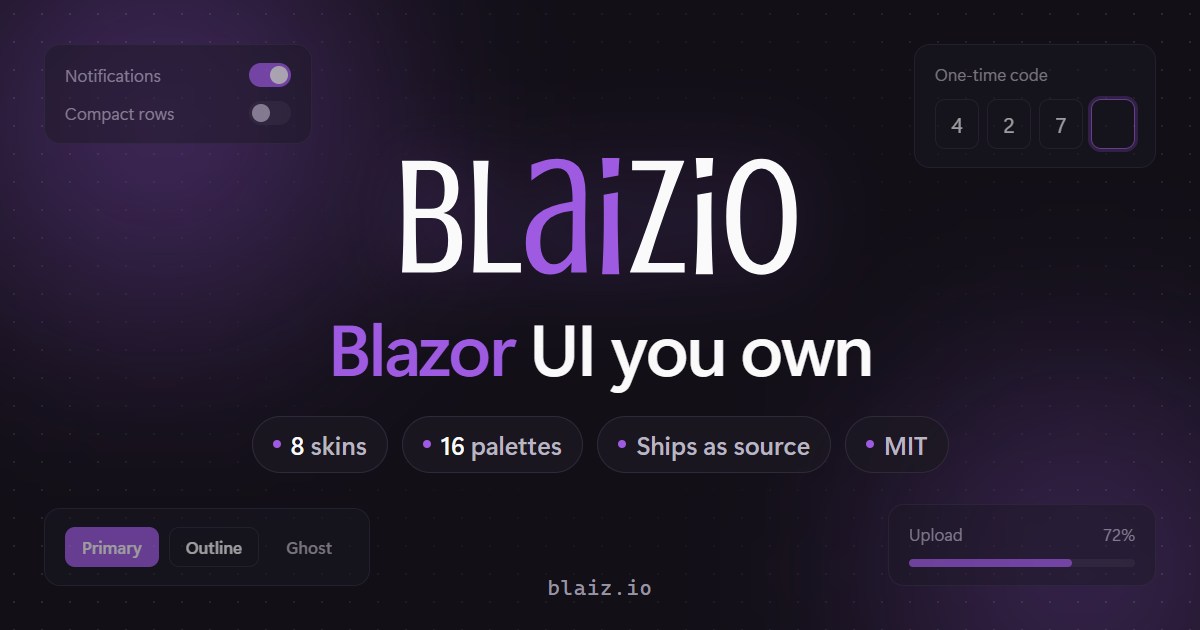 Notifications
Compact rows
One-time code
4 2 7
BLaiZiO
Blazor UI you own
8 skins
16 palettes
Ships as source
MIT
Primary
Outline
Ghost
Upload 72%
blaiz.io